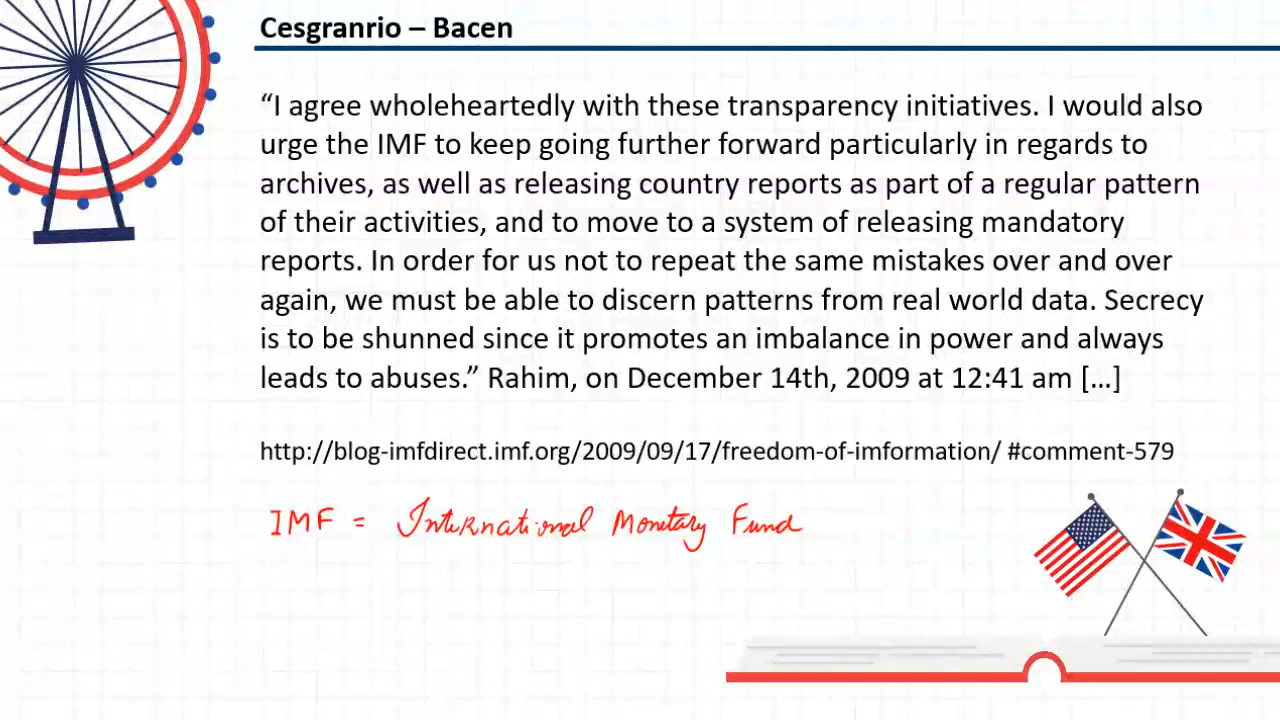 Cesgranrio – Bacen
“I agree wholeheartedly with these transparency initiatives. I would also
urge the IMF to keep going further forward particularly in regards to
archives, as well as releasing country reports as part of a regular pattern
of their activities, and to move to a system of releasing mandatory
reports. In order for us not to repeat the same mistakes over and over
again, we must be able to discern patterns from real world data. Secrecy
is to be shunned since it promotes an imbalance in power and always
leads to abuses.” Rahim, on December 14th, 2009 at 12:41 am […]
http://blog-imfdirect.imf.org/2009/09/17/freedom-of-imformation/ #comment-579
IMF = International Monetary Fund